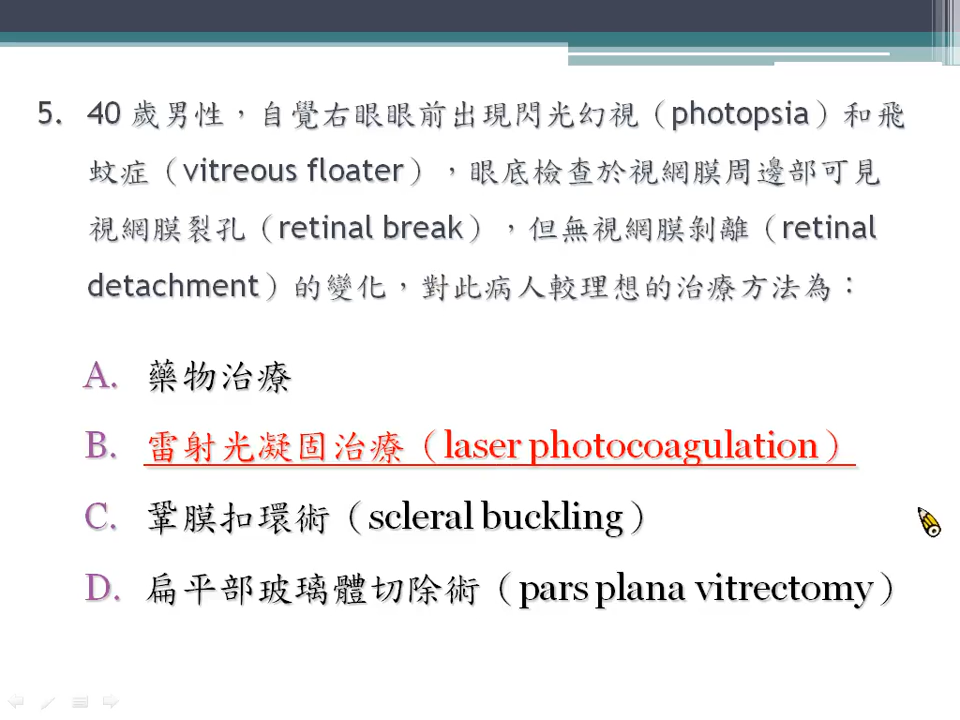 5. 40 歲男性，自覺右眼眼前出現閃光幻視（photopsia）和飛
蚊症（vitreous floater），眼底檢查於視網膜周邊部可見
視網膜裂孔（retinal break），但無視網膜剝離（retinal
detachment）的變化，對此病人較理想的治療方法為：
A. 藥物治療
B. 雷射光凝固治療（laser photocoagulation）
C. 鞏膜扣環術（scleral buckling）
D. 扁平部玻璃體切除術（pars plana vitrectomy）